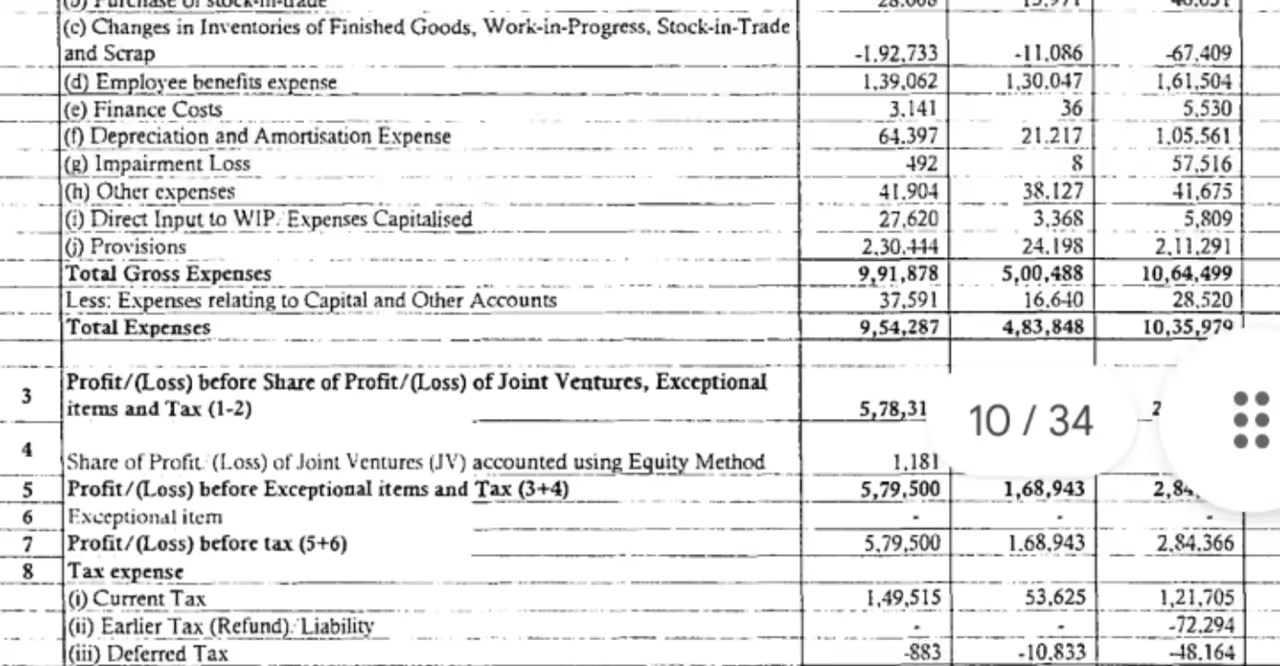 (c) Changes in Inventories of Finished Goods, Work-in-Progress, Stock-in-Trade
and Scrap -1,92,733 -11,086 -67,409
(d) Employee benefits expense 1,39,062 1,30,047 1,61,504
(e) Finance Costs 3,141 36 5,530
(f) Depreciation and Amortisation Expense 64,397 21,217 1,05,561
(g) Impairment Loss 492 8 57,516
(h) Other expenses 41,904 38,127 41,675
(i) Direct Input to WIP/ Expenses Capitalised 27,620 3,368 5,809
(j) Provisions 2,30,444 24,198 2,11,291
Total Gross Expenses 9,91,878 5,00,488 10,64,499
Less: Expenses relating to Capital and Other Accounts 37,591 16,640 28,520
Total Expenses 9,54,287 4,83,848 10,35,979
3 Profit/(Loss) before Share of Profit/(Loss) of Joint Ventures, Exceptional
items and Tax (1-2) 5,78,31
10 / 34
4 Share of Profit/ (Loss) of Joint Ventures (JV) accounted using Equity Method 1,181
5 Profit/(Loss) before Exceptional items and Tax (3+4) 5,79,500 1,68,943
6 Exceptional item - - -
7 Profit/(Loss) before tax (5+6) 5,79,500 1,68,943 2,84,366
8 Tax expense
(i) Current Tax 1,49,515 53,625 1,21,705
(ii) Earlier Tax (Refund)/ Liability - - -72,294
(iii) Deferred Tax -883 -10,833 -48,164